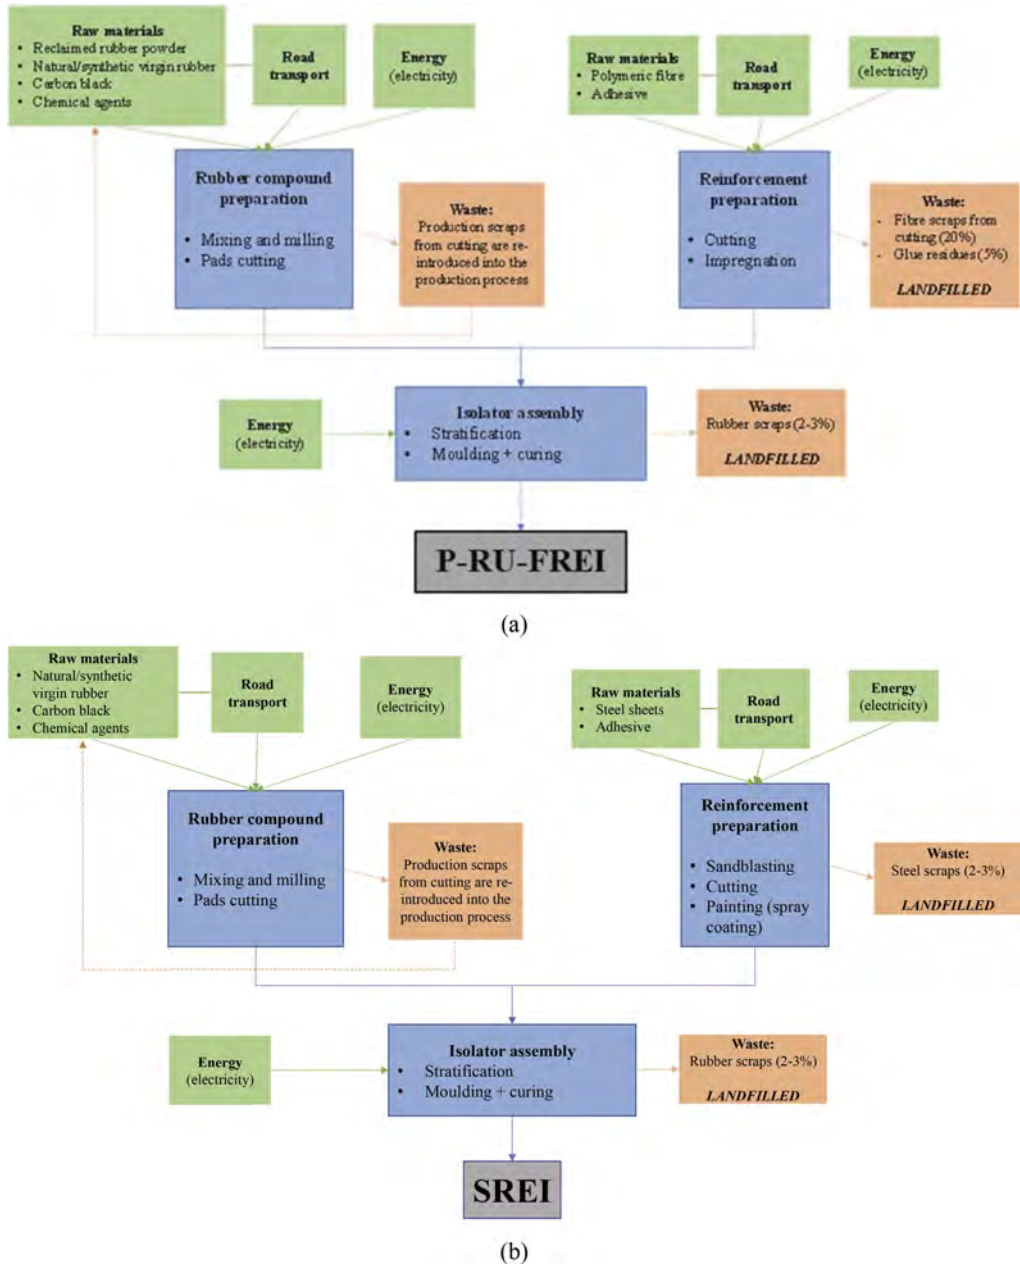 Raw materials
• Reclaimed rubber powder
• Natural/synthetic virgin rubber
• Carbon black
• Chemical agents
Road
transport
Energy
(electricity)
Raw materials
• Polymeric fibre
• Adhesive
Road
transport
Energy
(electricity)
Rubber compound
preparation
• Mixing and milling
• Pads cutting
Waste:
Production scraps
from cutting are re-
introduced into the
production process
Reinforcement
preparation
• Cutting
• Impregnation
Waste:
- Fibre scraps from
cutting (20%)
- Glue residues (5%)
LANDFILLED
Energy
(electricity)
Isolator assembly
• Stratification
• Moulding + curing
Waste:
Rubber scraps (2-3%)
LANDFILLED
P-RU-FREI
(a)
Raw materials
• Natural/synthetic
virgin rubber
• Carbon black
• Chemical agents
Road
transport
Energy
(electricity)
Raw materials
• Steel sheets
• Adhesive
Road
transport
Energy
(electricity)
Rubber compound
preparation
• Mixing and milling
• Pads cutting
Waste:
Production scraps
from cutting are re-
introduced into the
production process
Reinforcement
preparation
• Sandblasting
• Cutting
• Painting (spray
coating)
Waste:
Steel scraps (2-3%)
LANDFILLED
Energy
(electricity)
Isolator assembly
• Stratification
• Moulding + curing
Waste:
Rubber scraps (2-3%)
LANDFILLED
SREI
(b)